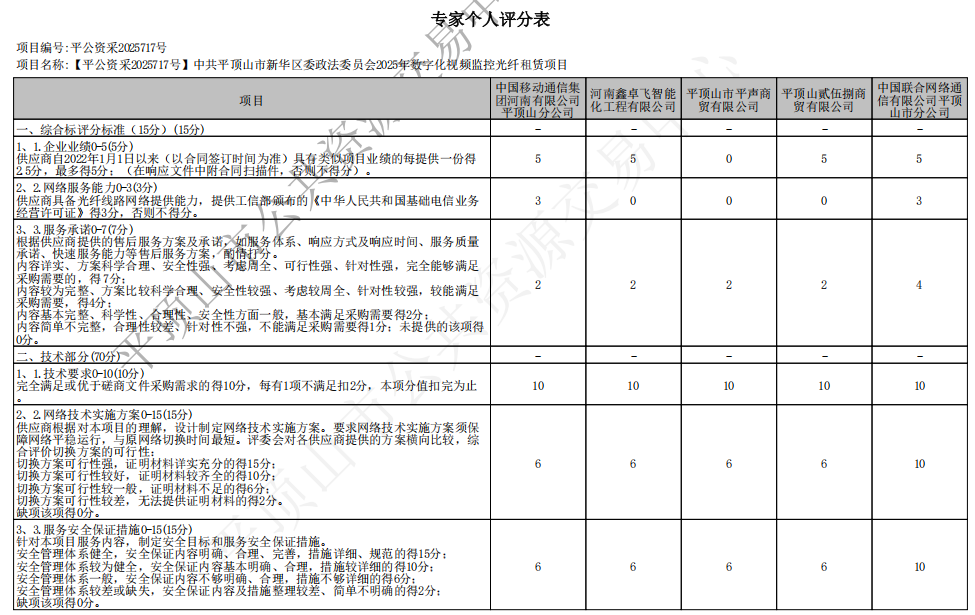 专家个人评分表
项目编号:平公资采2025717号
项目名称:【平公资采2025717号】中共平顶山市新华区委政法委员会2025年数字化视频监控光纤租赁项目
项目
中国移动通信集
团河南有限公司
平顶山分公司
河南鑫卓飞智能
化工程有限公司
平顶山市平声商
贸有限公司
平顶山贰伍捌商
贸有限公司
中国联合网络通
信有限公司平顶
山市分公司
一、综合标评分标准（15分）(15分)
－ － － － －
1、1.企业业绩0-5(5分)
供应商自2022年1月1日以来（以合同签订时间为准）具有类似项目业绩的每提供一份得
2.5分，最多得5分；（在响应文件中附合同扫描件，否则不得分）。
5 5 0 5 5
2、2.网络服务能力0-3(3分)
供应商具备光纤线路网络提供能力，提供工信部颁布的《中华人民共和国基础电信业务
经营许可证》得3分，否则不得分。
3 0 0 0 3
3、3.服务承诺0-7(7分)
根据供应商提供的售后服务方案及承诺，如服务体系、响应方式及响应时间、服务质量
承诺、快速服务能力等售后服务方案，酌情打分。
内容详实、方案科学合理、安全性强、考虑周全、可行性强、针对性强，完全能够满足
采购需要的，得7分；
内容较为完整、方案比较科学合理、安全性较强、考虑较周全、针对性较强，较能满足
采购需要，得4分；
内容基本完整、科学性、合理性、安全性方面一般，基本满足采购需要得2分；
内容简单不完整，合理性较差、针对性不强，不能满足采购需要得1分；未提供的该项得
0分。
2 2 2 2 4
二、技术部分(70分)
－ － － － －
1、1.技术要求0-10(10分)
完全满足或优于磋商文件采购需求的得10分，每有1项不满足扣2分，本项分值扣完为止
。
10 10 10 10 10
2、2.网络技术实施方案0-15(15分)
供应商根据对本项目的理解，设计制定网络技术实施方案。要求网络技术实施方案须保
障网络平稳运行，与原网络切换时间最短。评委会对各供应商提供的方案横向比较，综
合评价切换方案的可行性：
切换方案可行性强，证明材料详实充分的得15分；
切换方案可行性较好，证明材料较齐全的得10分；
切换方案可行性较一般，证明材料不足的得6分；
切换方案可行性较差，无法提供证明材料的得2分。
缺项该项得0分。
6 6 6 6 10
3、3.服务安全保证措施0-15(15分)
针对本项目服务内容，制定安全目标和服务安全保证措施。
安全管理体系健全，安全保证内容明确、合理、完善，措施详细、规范的得15分；
安全管理体系较为健全，安全保证内容基本明确、合理，措施较详细的得10分；
安全管理体系一般，安全保证内容不够明确、合理，措施不够详细的得6分；
安全管理体系较差或缺失，安全保证内容及措施整理较差、简单不明确的得2分；
缺项该项得0分。
6 6 6 6 10
平顶山市公共资源交易中心
平顶山市公共资源交易中心